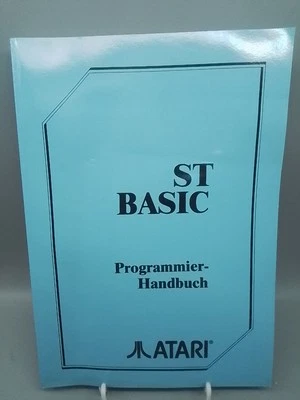 ST
BASIC
Programmier-
Handbuch
ATARI®